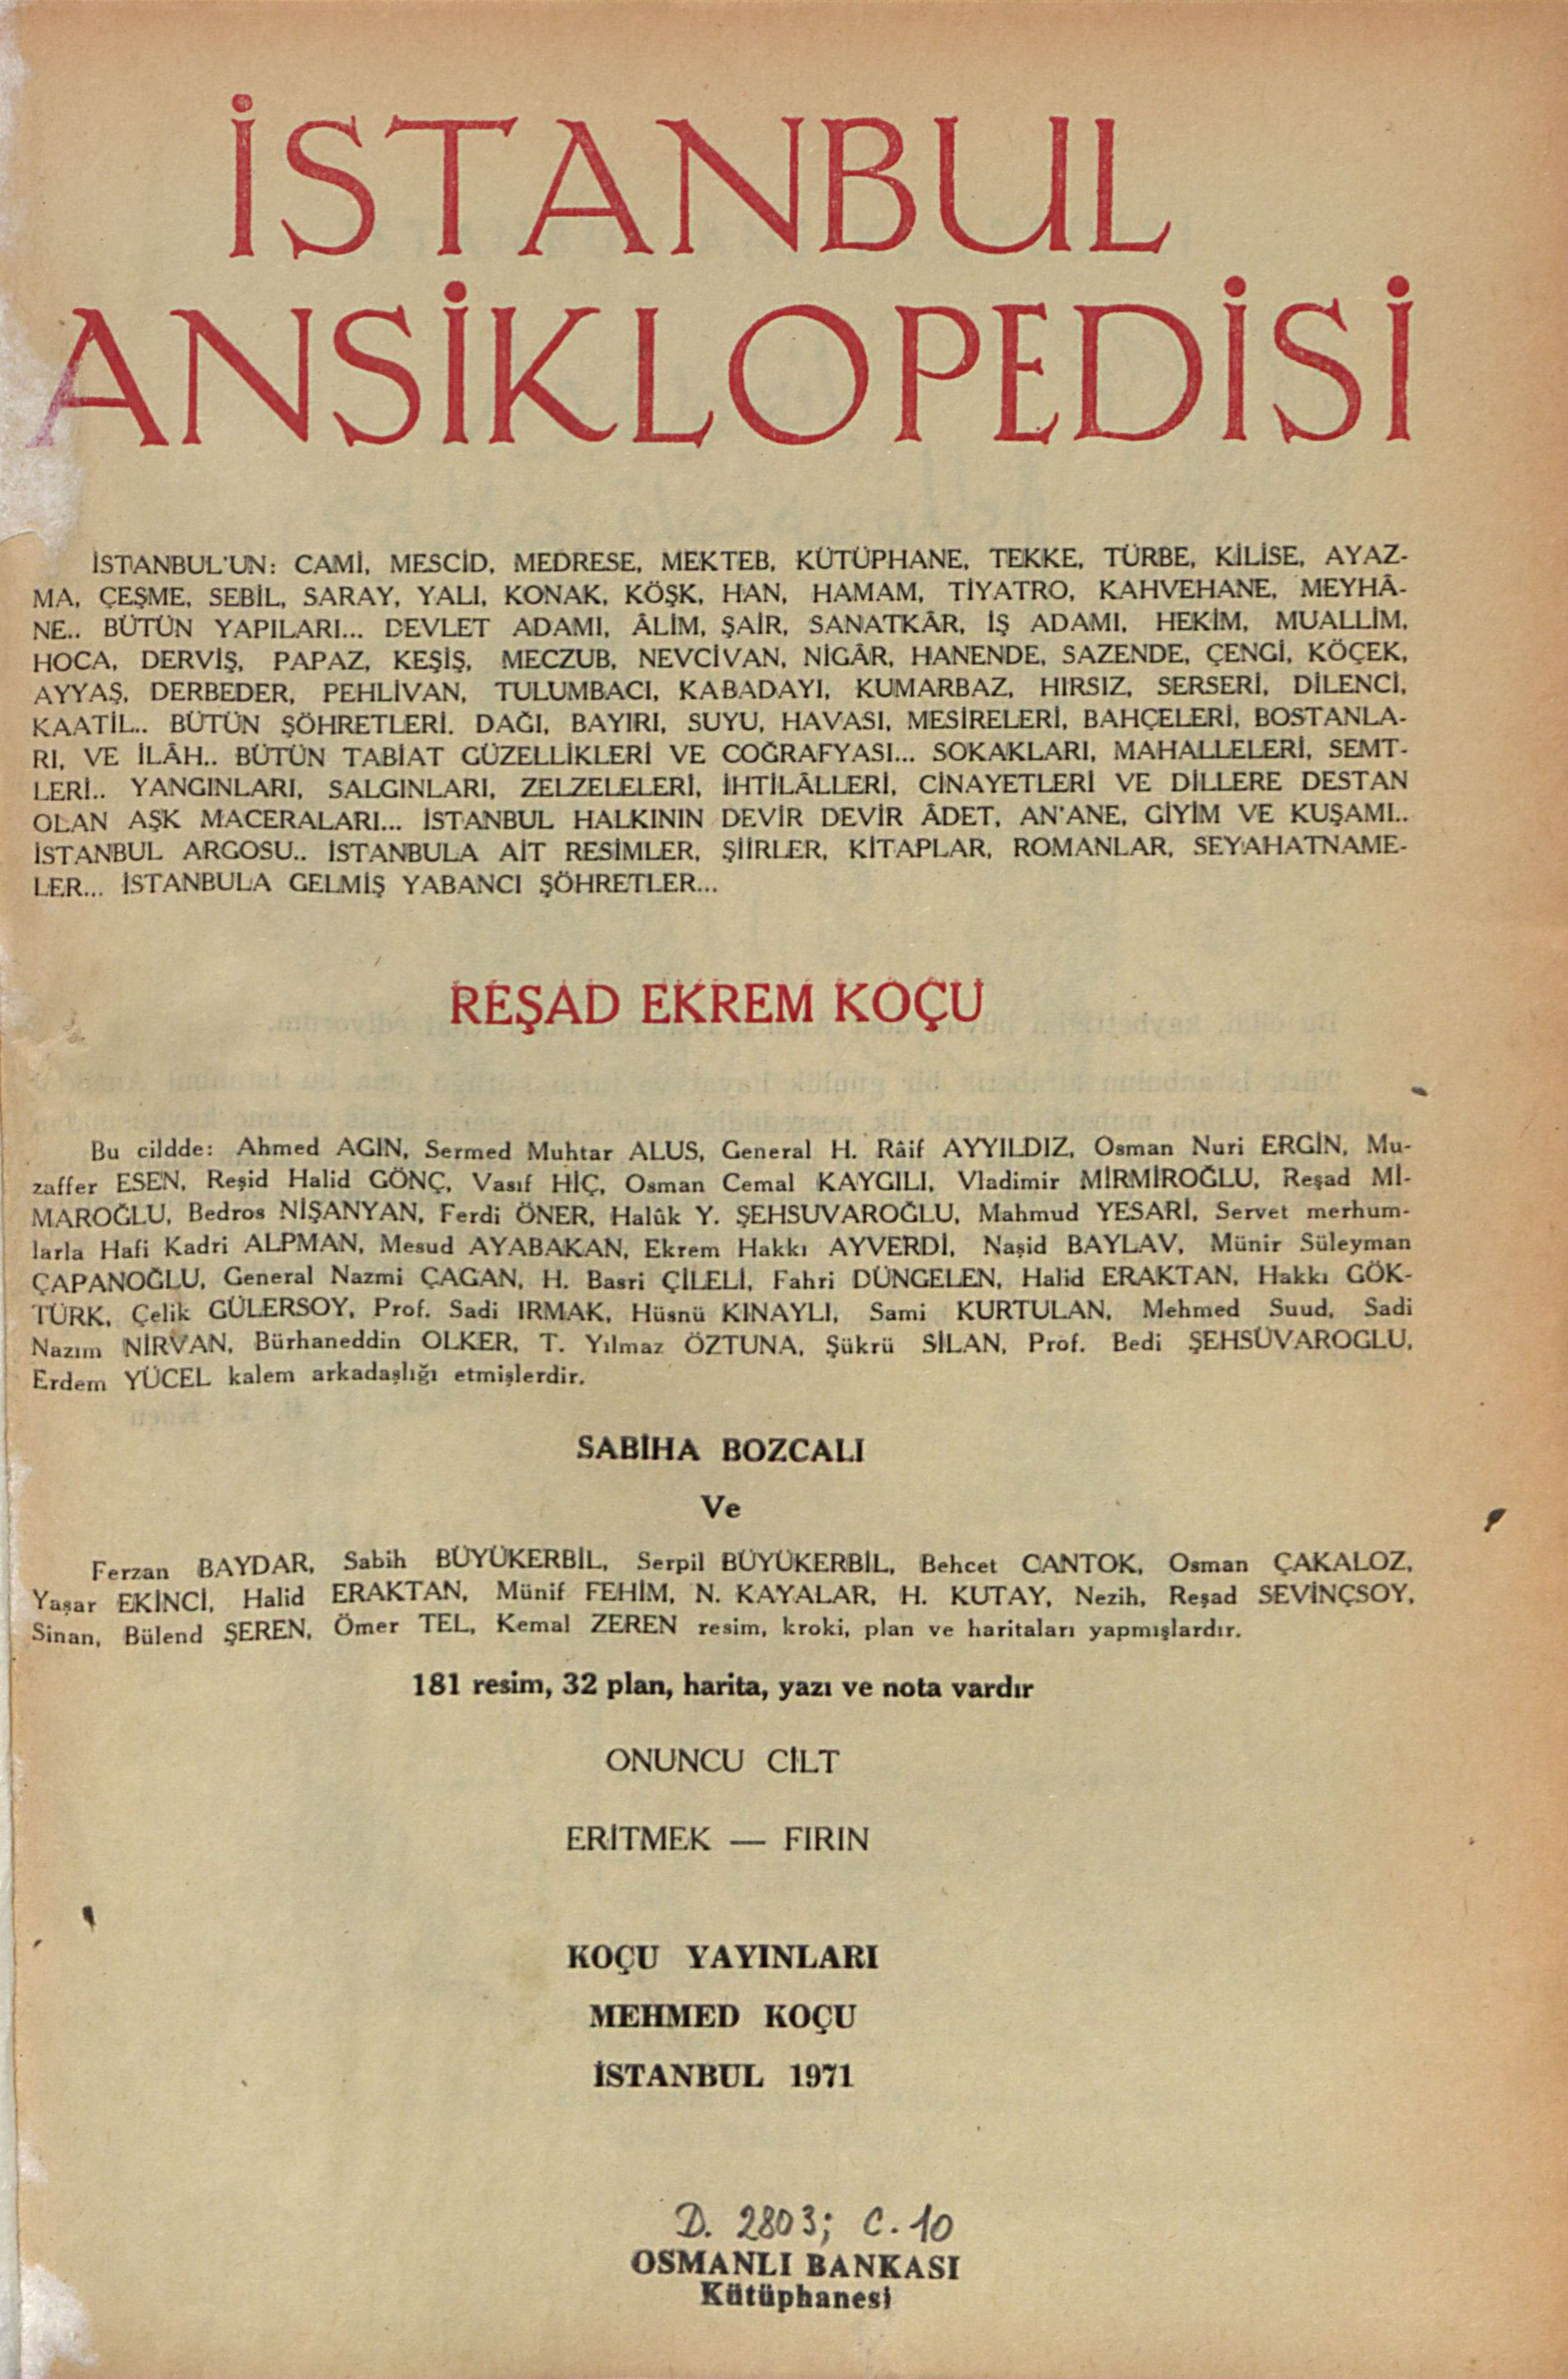 İSTANBUL
ANSİKLOPEDİSİ
İSTANBUL'UN: CAMİ, MESCİD, MEDRESE, MEKTEB, KÜTÜPHANE, TEKKE, TÜRBE, KİLİSE, AYAZ-
MA, ÇEŞME, SEBİL, SARAY, YALI, KONAK, KÖŞK, HAN, HAMAM, TİYATRO, KAHVEHANE, MEYHÂ-
NE.. BÜTÜN YAPILARI... DEVLET ADAMI, ÂLİM, ŞAİR, SANATKÂR, İŞ ADAMI, HEKİM, MUALLİM,
HOCA, DERVİŞ, PAPAZ, KEŞİŞ, MECZUB, NEVCİVAN, NİGÂR, HANENDE, SAZENDE, ÇENGİ, KÖÇEK,
AYYAŞ, DERBEDER, PEHLİVAN, TULUMBACI, KABADAYI, KUMARBAZ, HIRSIZ, SERSERİ, DİLENCİ,
KAATİL.. BÜTÜN ŞÖHRETLERİ. DAĞI, BAYIRI, SUYU, HAVASI, MESİRELERİ, BAHÇELERİ, BOSTANLA-
RI, VE İLÂH.. BÜTÜN TABİAT GÜZELLİKLERİ VE COĞRAFYASI... SOKAKLARI, MAHALLELERİ, SEMT-
LERİ.. YANGINLARI, SALGINLARI, ZELZELELERİ, İHTİLÂLLERİ, CİNAYETLERİ VE DİLLERE DESTAN
OLAN AŞK MACERALARI... İSTANBUL HALKININ DEVİR DEVİR ÂDET, AN'ANE, GİYİM VE KUŞAMI..
İSTANBUL ARGOSU.. İSTANBULA AİT RESİMLER, ŞİİRLER, KİTAPLAR, ROMANLAR, SEYAHATNAME-
LER... İSTANBULA GELMİŞ YABANCI ŞÖHRETLER...
REŞAD EKREM KOÇU
Bu cildde: Ahmed AGIN, Sermed Muhtar ALUS, General H. Râif AYYILDIZ, Osman Nuri ERGİN, Mu-
zaffer ESEN, Reşid Halid GÖNÇ, Vasıf HİÇ, Osman Cemal KAYGILI, Vladimir MİRMİROĞLU, Reşad Mİ-
MAROĞLU, Bedros NİŞANYAN, Ferdi ÖNER, Halûk Y. ŞEHSUVAROĞLU, Mahmud YESARİ, Servet merhum-
larla Hafi Kadri ALPMAN, Mesud AYABAKAN, Ekrem Hakkı AYVERDİ, Naşid BAYLAV, Münir Süleyman
ÇAPANOĞLU, General Nazmi ÇAGAN, H. Basri ÇİLELİ, Fahri DÜNGELEN, Halid ERAKTAN, Hakkı GÖK-
TÜRK, Çelik GÜLERSOY, Prof. Sadi IRMAK, Hüsnü KINAYLI, Sami KURTULAN, Mehmed Suud, Sadi
Nazım NİRVAN, Bürhaneddin OLKER, T. Yılmaz ÖZTUNA, Şükrü SİLAN, Prof. Bedi ŞEHSÜVAROGLU,
Erdem YÜCEL kalem arkadaşlığı etmişlerdir.
SABİHA BOZCALI
Ve
Ferzan BAYDAR, Sabih BÜYÜKERBİL, Serpil BÜYÜKERBİL, Behcet CANTOK, Osman ÇAKALOZ,
Yaşar EKİNCİ, Halid ERAKTAN, Münif FEHİM, N. KAYALAR, H. KUTAY, Nezih, Reşad SEVİNÇSOY,
Sinan, Bülend ŞEREN, Ömer TEL, Kemal ZEREN resim, kroki, plan ve haritaları yapmışlardır.
181 resim, 32 plan, harita, yazı ve nota vardır
ONUNCU CİLT
ERİTMEK — FIRIN
KOÇU YAYINLARI
MEHMED KOÇU
İSTANBUL 1971
D. 2803; C. 10
OSMANLI BANKASI
Kütüphanesi